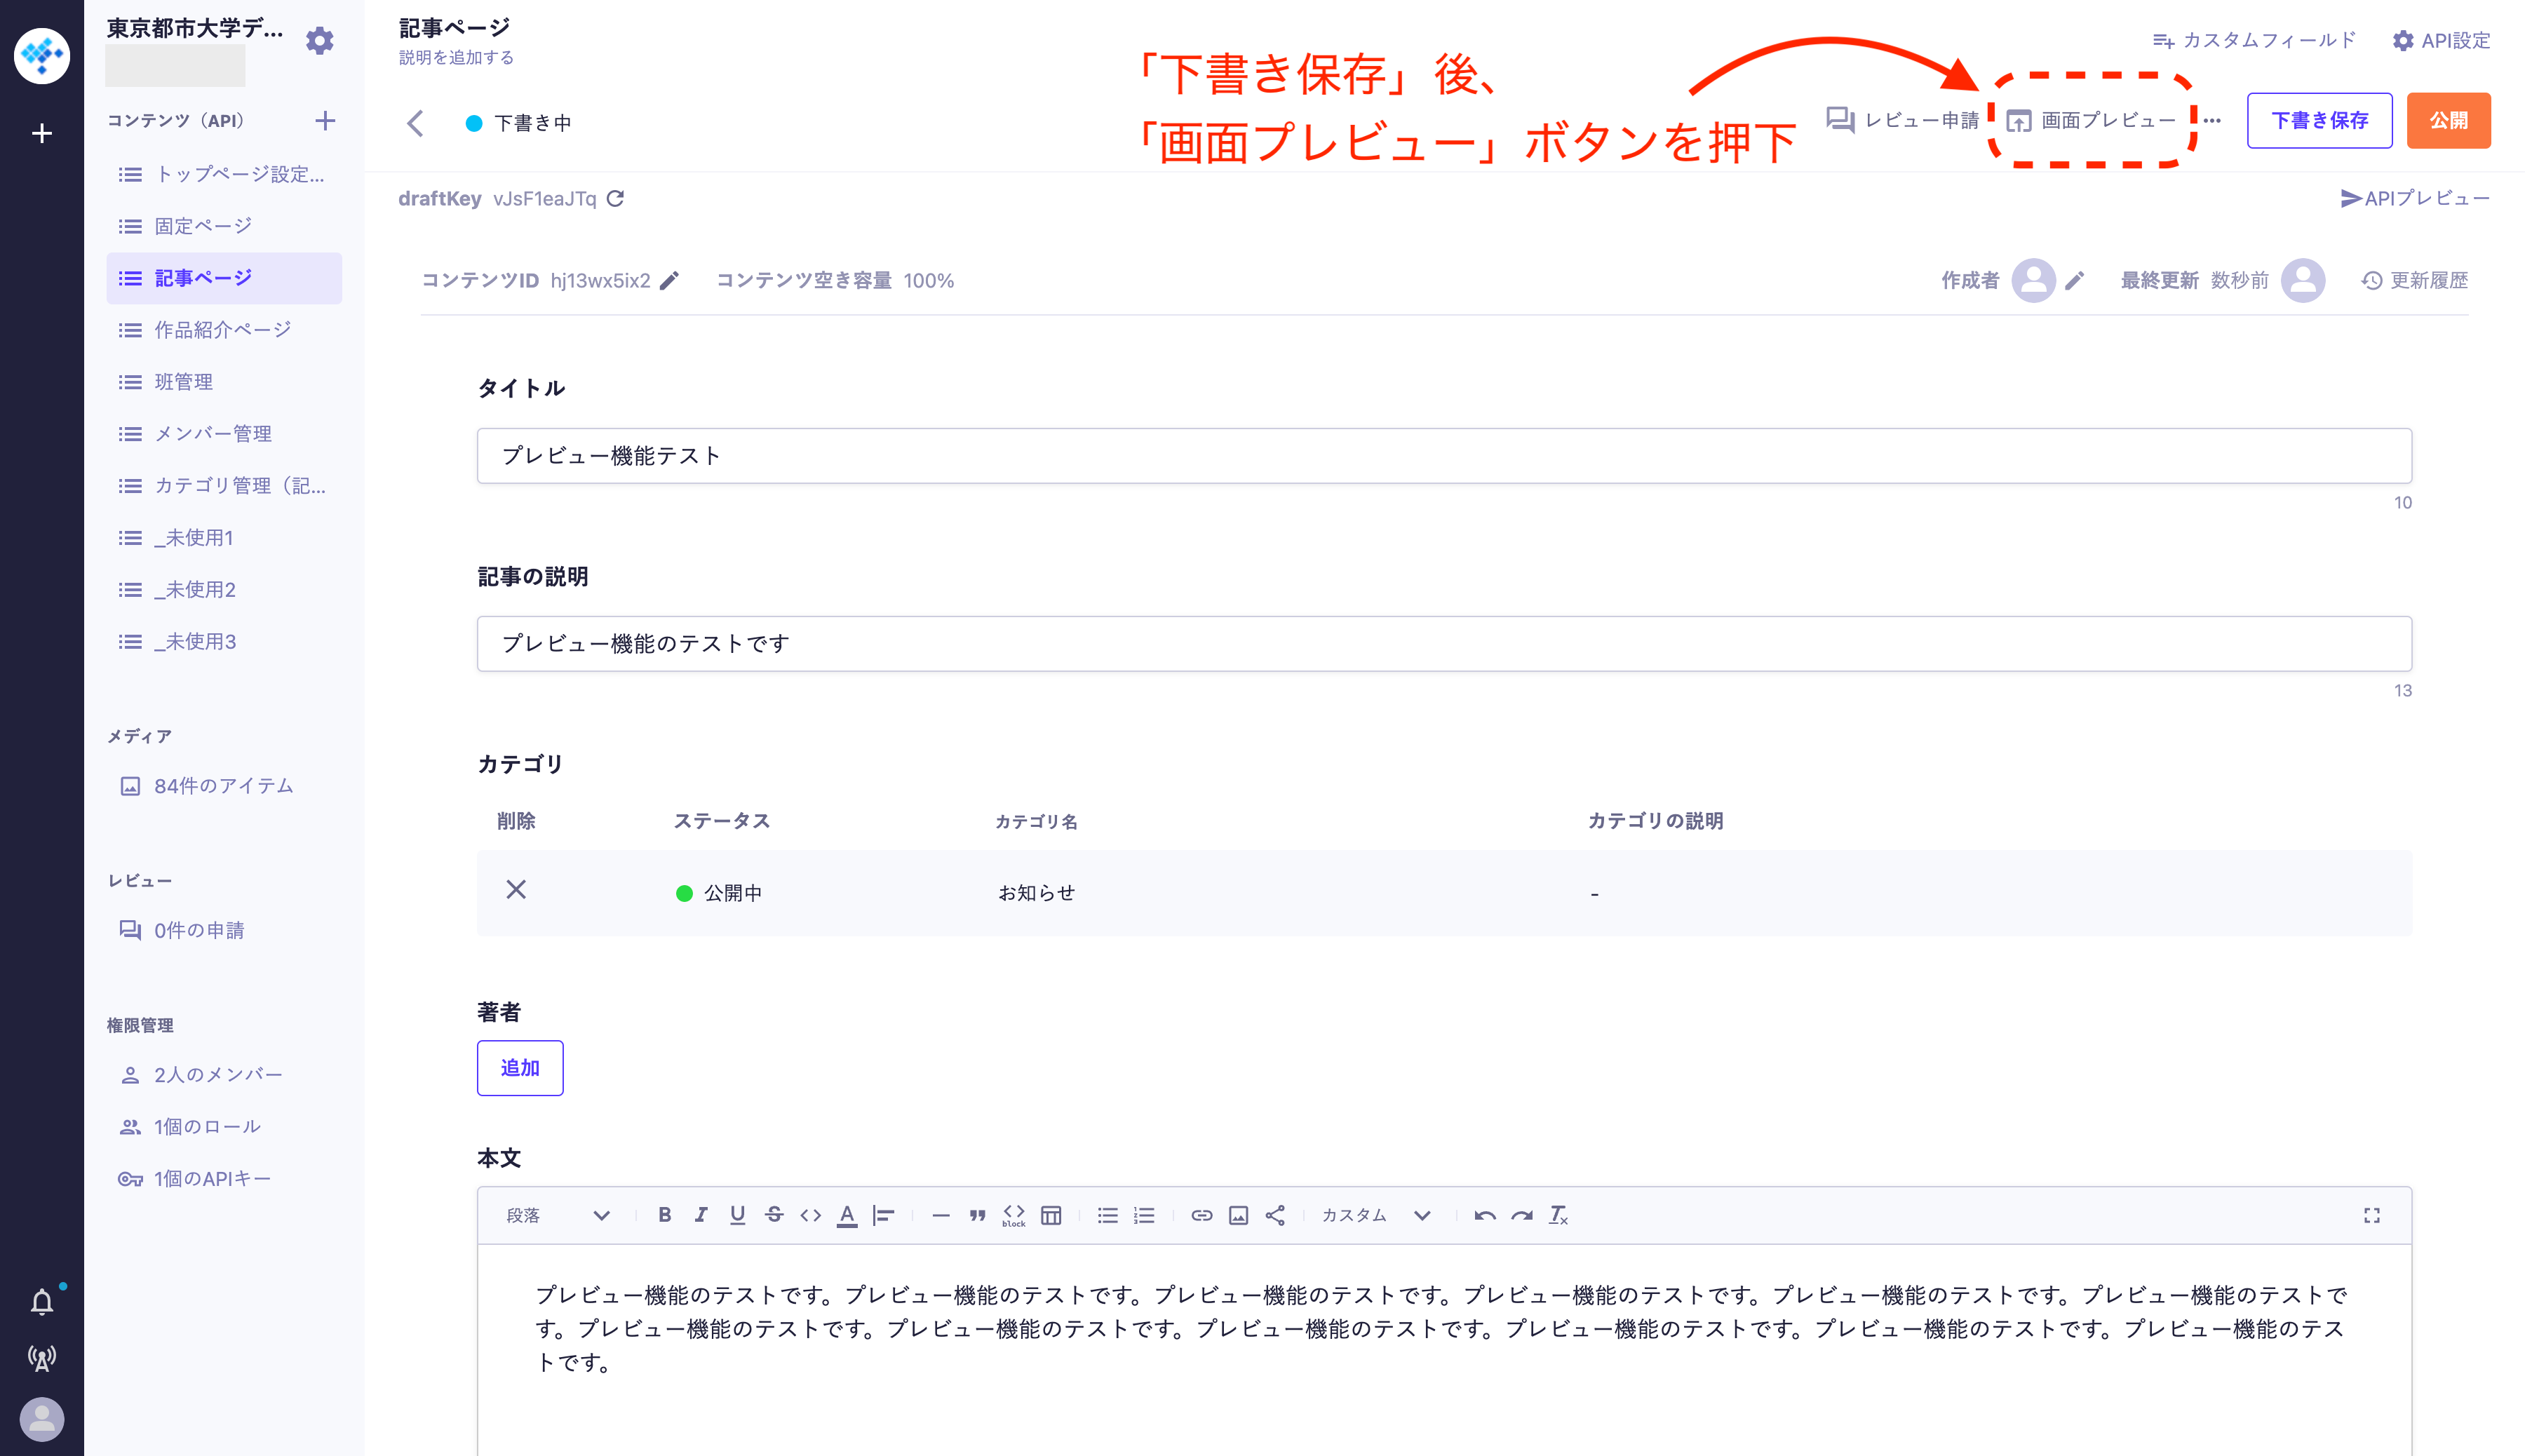 東京都市大学デ...
コンテンツ（API）
トップページ設定...
固定ページ
記事ページ
作品紹介ページ
班管理
メンバー管理
カテゴリ管理（記...
_未使用1
_未使用2
_未使用3
メディア
84件のアイテム
レビュー
0件の申請
権限管理
2人のメンバー
1個のロール
1個のAPIキー
記事ページ
説明を追加する
カスタムフィールド
API設定
「下書き保存」後、
「画面プレビュー」ボタンを押下
下書き中
レビュー申請
画面プレビュー
下書き保存
公開
draftKey vJsF1eaJTq
APIプレビュー
コンテンツID hj13wx5ix2
コンテンツ空き容量 100%
作成者
最終更新 数秒前
更新履歴
タイトル
プレビュー機能テスト
10
記事の説明
プレビュー機能のテストです
13
カテゴリ
削除 ステータス カテゴリ名 カテゴリの説明
公開中 お知らせ -
著者
追加
本文
段落
block
カスタム
プレビュー機能のテストです。プレビュー機能のテストです。プレビュー機能のテストです。プレビュー機能のテストです。プレビュー機能のテストです。プレビュー機能のテストで
す。プレビュー機能のテストです。プレビュー機能のテストです。プレビュー機能のテストです。プレビュー機能のテストです。プレビュー機能のテストです。プレビュー機能のテス
トです。